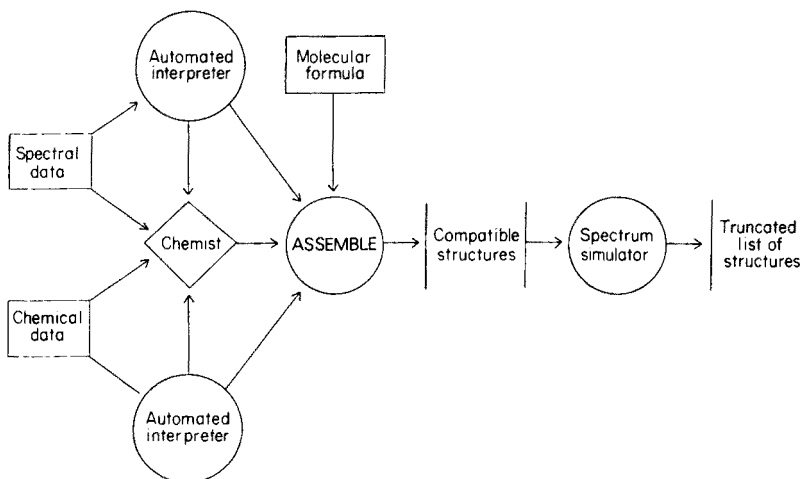 Automated
interpreter
Molecular
formula
Spectral
data
Chemist
ASSEMBLE
Compatible
structures
Spectrum
simulator
Truncated
list of
structures
Chemical
data
Automated
interpreter